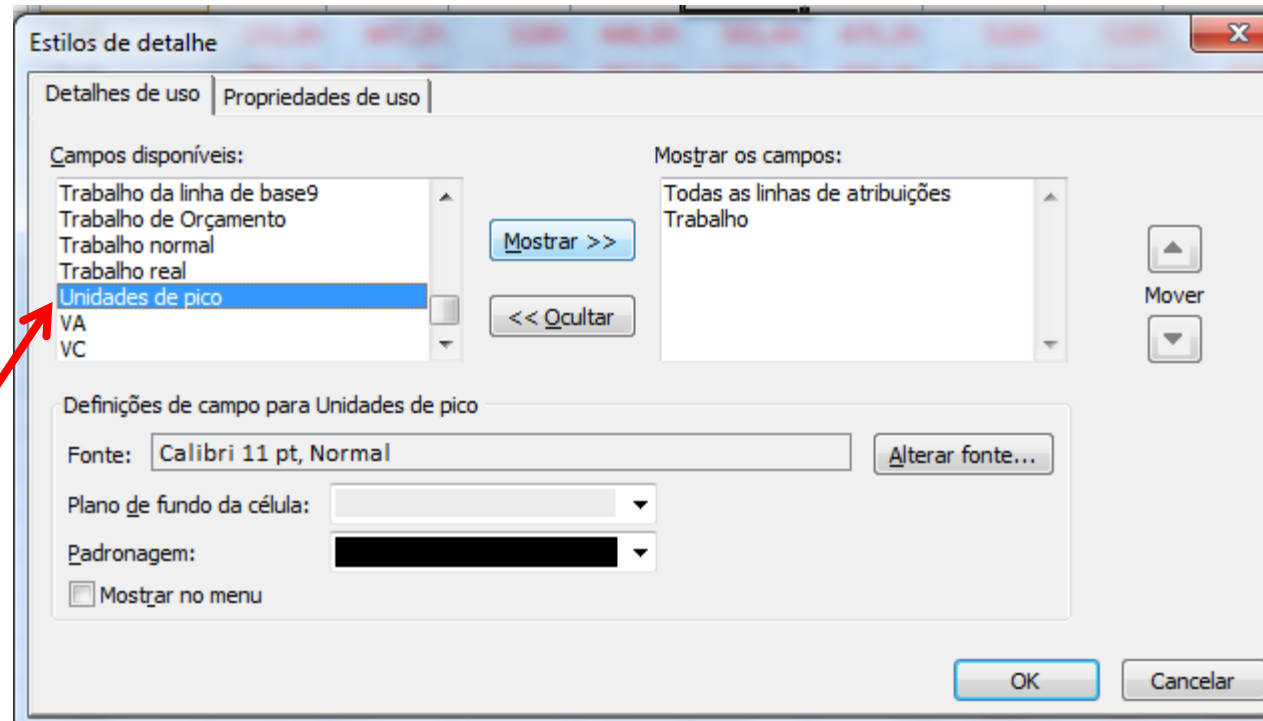 Estilos de detalhe
Detalhes de uso
Propriedades de uso
Campos disponíveis:
Trabalho da linha de base9
Trabalho de Orçamento
Trabalho normal
Trabalho real
Unidades de pico
VA
VC
Mostrar >>
<< Ocultar
Mostrar os campos:
Todas as linhas de atribuições
Trabalho
Mover
Definições de campo para Unidades de pico
Fonte: Calibri 11 pt, Normal
Alterar fonte...
Plano de fundo da célula:
Padronagem:
Mostrar no menu
OK
Cancelar